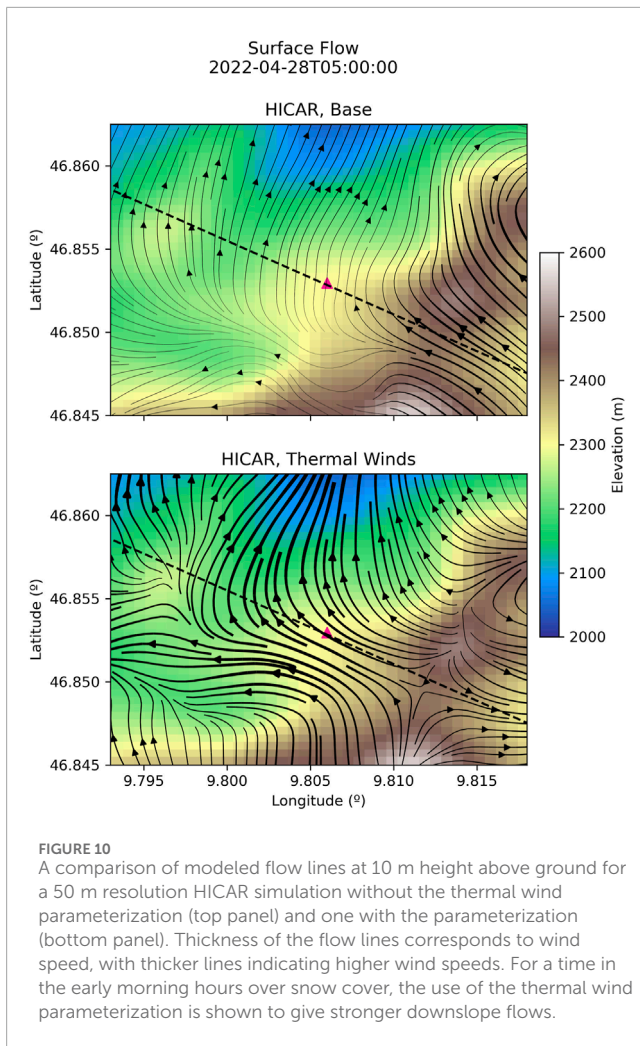 Surface Flow
2022-04-28T05:00:00
HICAR, Base
46.860
46.855
46.850
46.845
Latitude (º)
HICAR, Thermal Winds
46.860
46.855
46.850
46.845
Latitude (º)
9.795 9.800 9.805 9.810 9.815
Longitude (º)
2600
2500
2400
2300
2200
2100
2000
Elevation (m)
FIGURE 10
A comparison of modeled flow lines at 10 m height above ground for
a 50 m resolution HICAR simulation without the thermal wind
parameterization (top panel) and one with the parameterization
(bottom panel). Thickness of the flow lines corresponds to wind
speed, with thicker lines indicating higher wind speeds. For a time in
the early morning hours over snow cover, the use of the thermal wind
parameterization is shown to give stronger downslope flows.